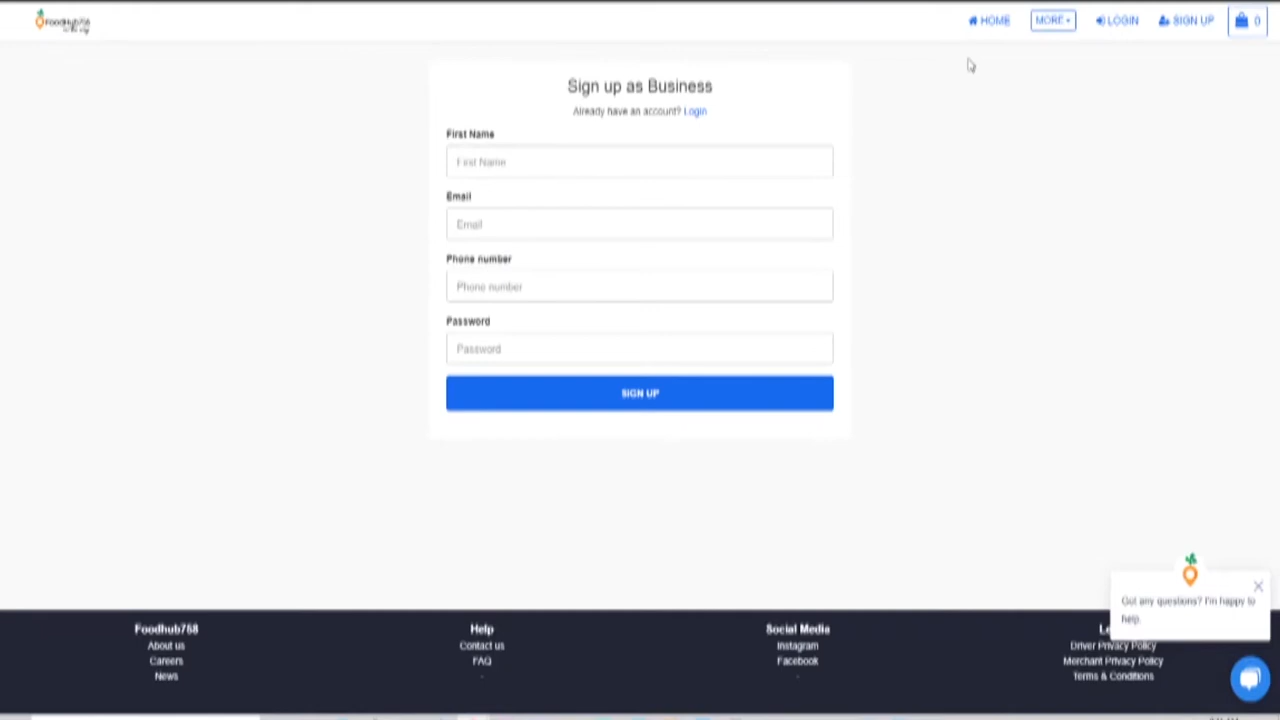 FoodHub758
HOME
MORE
LOGIN
SIGN UP
0
Sign up as Business
Already have an account? Login
First Name
First Name
Email
Email
Phone number
Phone number
Password
Password
SIGN UP
Got any questions? I'm happy to
help.
Foodhub758
About us
Careers
News
Help
Contact us
FAQ
-
Social Media
Instagram
Facebook
-
Le
Driver Privacy Policy
Merchant Privacy Policy
Terms & Conditions